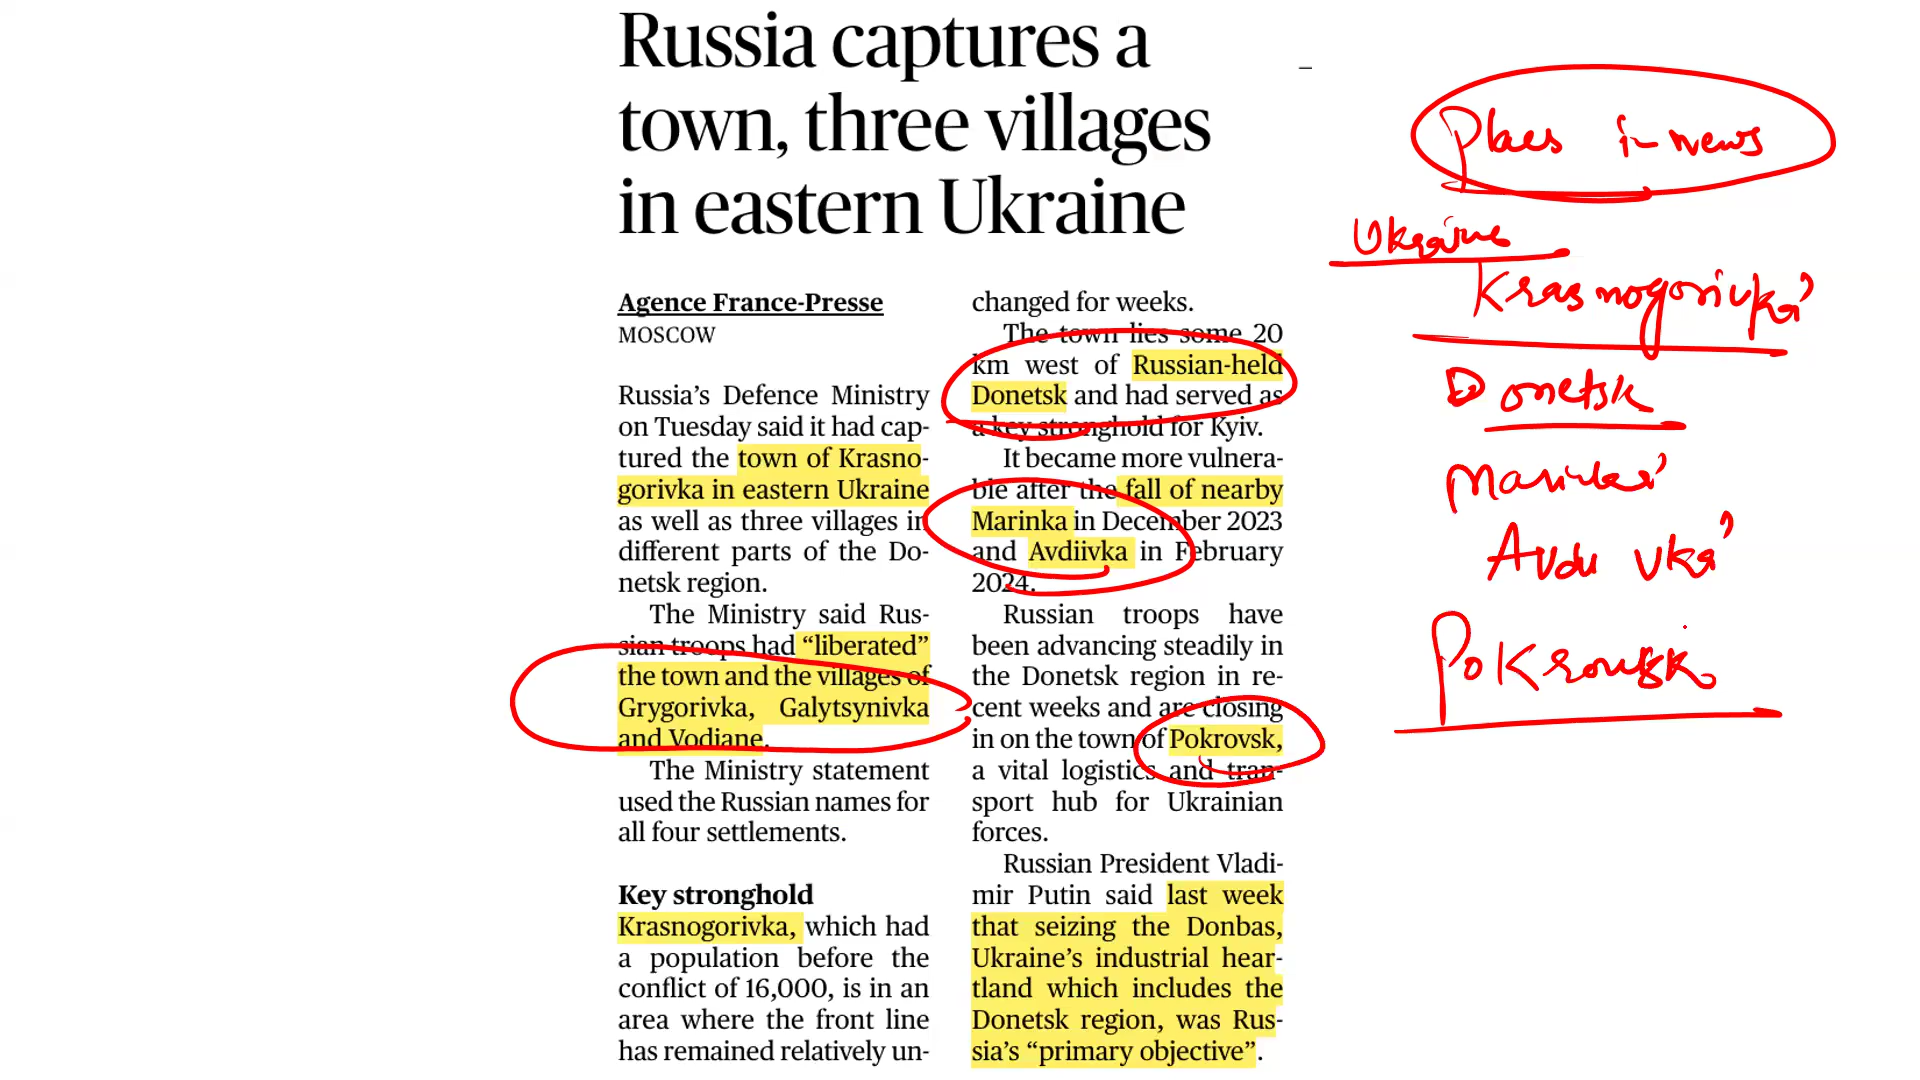 Russia captures a
town, three villages
in eastern Ukraine
Agence France-Presse
MOSCOW
Russia's Defence Ministry
on Tuesday said it had cap-
tured the town of Krasno-
gorivka in eastern Ukraine
as well as three villages in
different parts of the Do-
netsk region.
The Ministry said Rus-
sian troops had “liberated”
the town and the villages of
Grygorivka, Galytsynivka
and Vodiane.
The Ministry statement
used the Russian names for
all four settlements.
Key stronghold
Krasnogorivka, which had
a population before the
conflict of 16,000, is in an
area where the front line
has remained relatively un-
changed for weeks.
The town lies some 20
km west of Russian-held
Donetsk and had served as
a key stronghold for Kyiv.
It became more vulnera-
ble after the fall of nearby
Marinka in December 2023
and Avdiivka in February
2024.
Russian troops have
been advancing steadily in
the Donetsk region in re-
cent weeks and are closing
in on the town of Pokrovsk,
a vital logistics and tran-
sport hub for Ukrainian
forces.
Russian President Vladi-
mir Putin said last week
that seizing the Donbas,
Ukraine's industrial hear-
tland which includes the
Donetsk region, was Rus-
sia's “primary objective”.
Places in news
Ukraine
Krasnogorivka
Donetsk
Marinka
Avdiivka
Pokrovsk